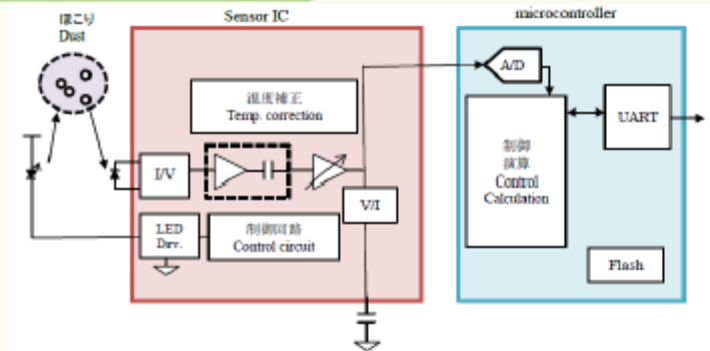 ほこり
Dust
Sensor IC
microcontroller
温度補正
Temp. correction
A/D
I/V
V/I
LED
Dirv.
制御回路
Control circuit
制御
演算
Control
Calculation
UART
Flash